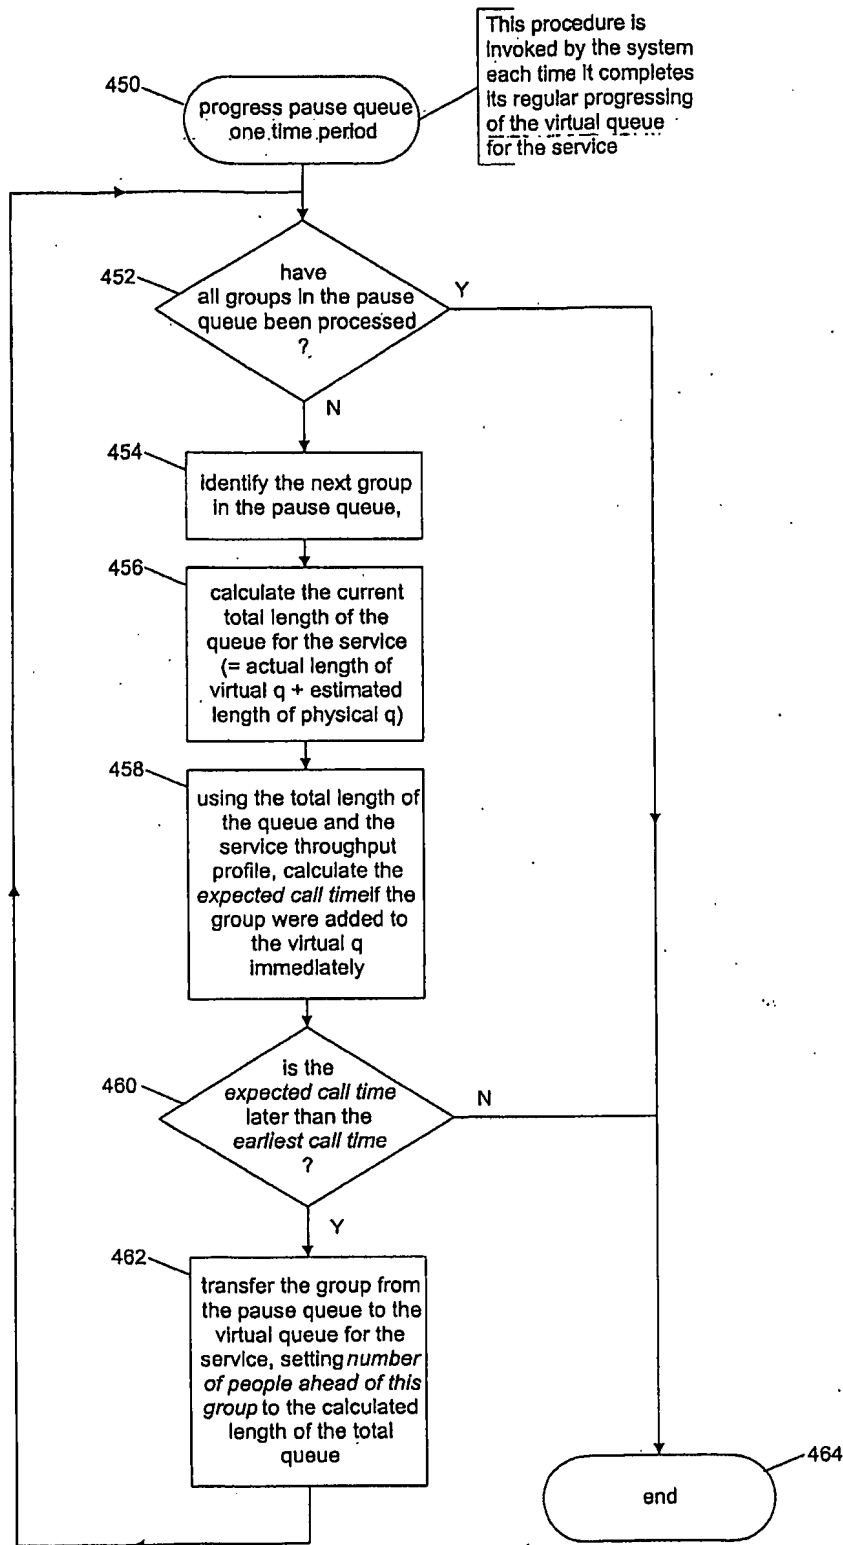 This procedure is
invoked by the system
each time it completes
its regular progressing
of the virtual queue
for the service
450
progress pause queue
one time period
452
have
all groups in the pause
queue been processed
?
Y
N
454
identify the next group
in the pause queue,
456
calculate the current
total length of the
queue for the service
(= actual length of
virtual q + estimated
length of physical q)
458
using the total length of
the queue and the
service throughput
profile, calculate the
expected call timeif the
group were added to
the virtual q
immediately
460
is the
expected call time
later than the
earliest call time
?
N
Y
462
transfer the group from
the pause queue to the
virtual queue for the
service, setting number
of people ahead of this
group to the calculated
length of the total
queue
464
end